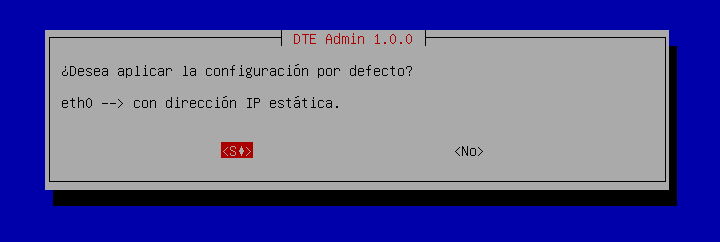 DTE Admin 1.0.0
¿Desea aplicar la configuración por defecto?
eth0 --> con dirección IP estática.
<S♦>
<No>